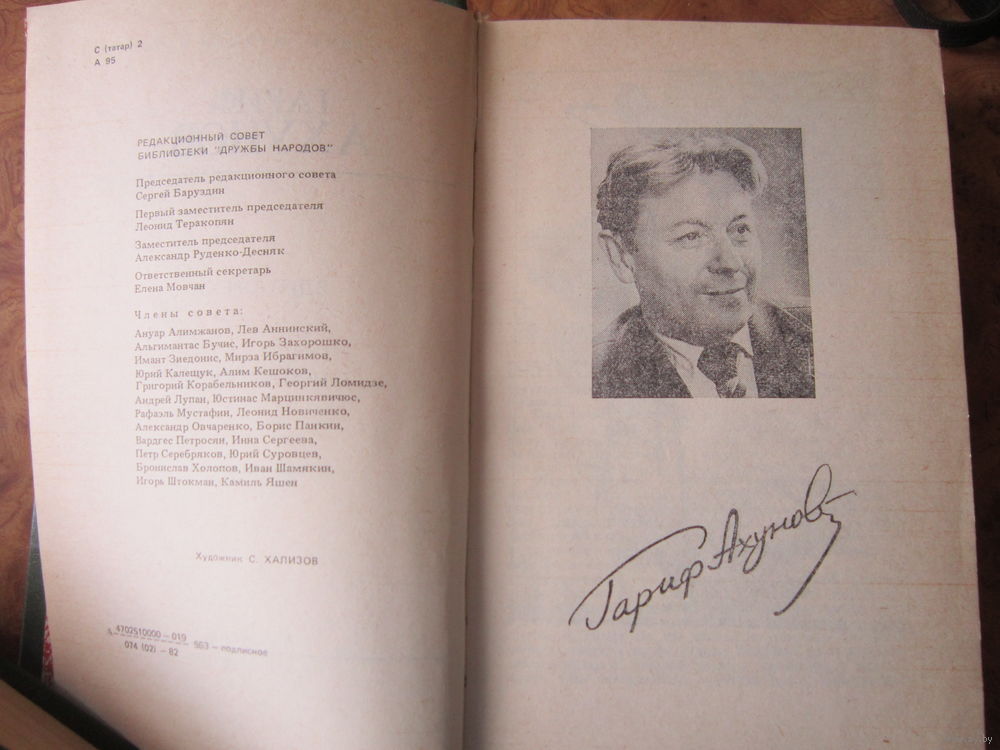 С (татар) 2
А 95
РЕДАКЦИОННЫЙ СОВЕТ
БИБЛИОТЕКИ "ДРУЖБЫ НАРОДОВ"
Председатель редакционного совета
Сергей Баруздин
Первый заместитель председателя
Леонид Теракопян
Заместитель председателя
Александр Руденко-Десняк
Ответственный секретарь
Елена Мовчан
Члены совета:
Ануар Алимжанов, Лев Аннинский,
Альгимантас Бучис, Игорь Захорошко,
Имант Зиедонис, Мирза Ибрагимов,
Юрий Калещук, Алим Кешоков,
Григорий Корабельников, Георгий Ломидзе,
Андрей Лупан, Юстинас Марцинкявичюс,
Рафаэль Мустафин, Леонид Новиченко,
Александр Овчаренко, Борис Панкин,
Вардгес Петросян, Инна Сергеева,
Петр Серебряков, Юрий Суровцев,
Бронислав Холопов, Иван Шамякин,
Игорь Штокман, Камиль Яшен
Художник С. ХАЛИЗОВ
А 4702510000-019
074 (02) - 82 563 - подписное
Гариф Ахунов